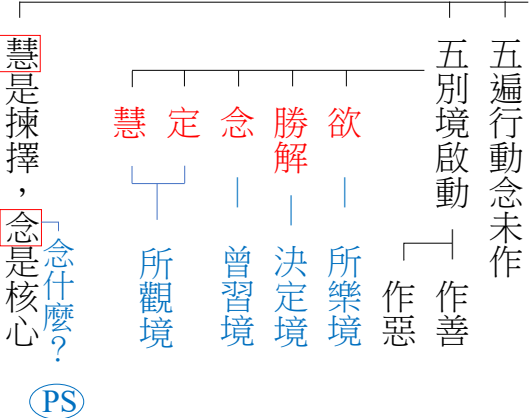 五遍行動念未作
五別境啟動
作善
作惡
欲
勝解
念
定
慧
所樂境
決定境
曾習境
所觀境
慧是揀擇，念是核心
念什麼？
PS